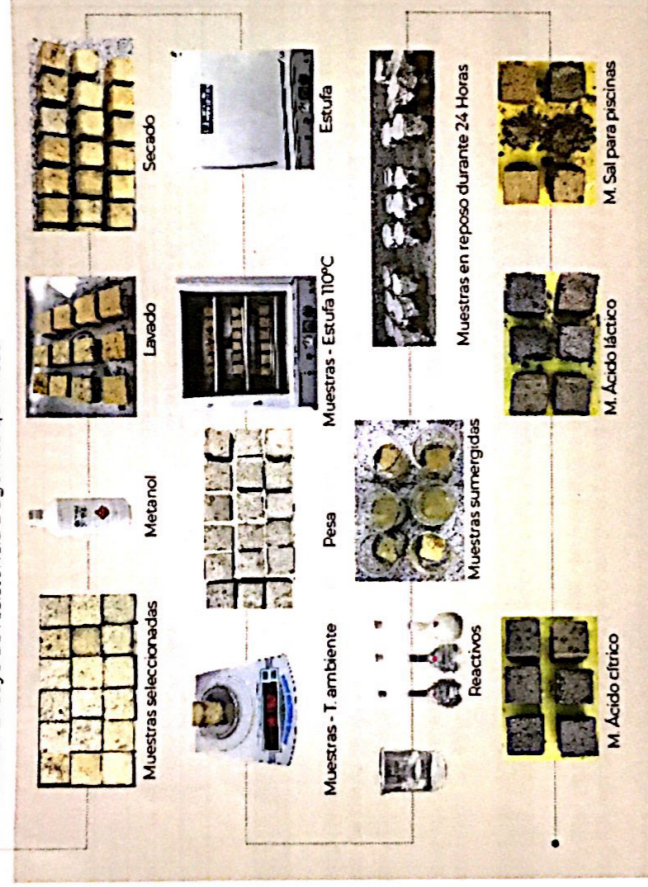 Muestras seleccionadas
Metanol
Lavado
Secado
Muestras - T. ambiente
Pesa
Muestras - Estufa 110ºC
Estufa
Reactivos
Muestras sumergidas
Muestras en reposo durante 24 Horas
M. Ácido cítrico
M. Ácido láctico
M. Sal para piscinas